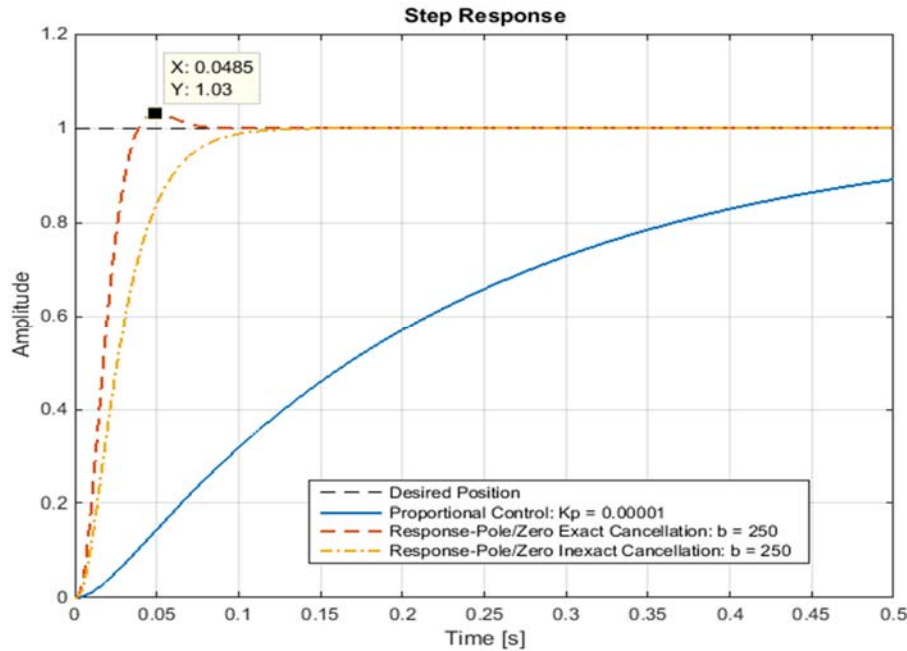 Step Response
1.2
X: 0.0485
Y: 1.03
1
0.8
0.6
0.4
0.2
0
Amplitude
Desired Position
Proportional Control: Kp = 0.00001
Response-Pole/Zero Exact Cancellation: b = 250
Response-Pole/Zero Inexact Cancellation: b = 250
0 0.05 0.1 0.15 0.2 0.25 0.3 0.35 0.4 0.45 0.5
Time [s]